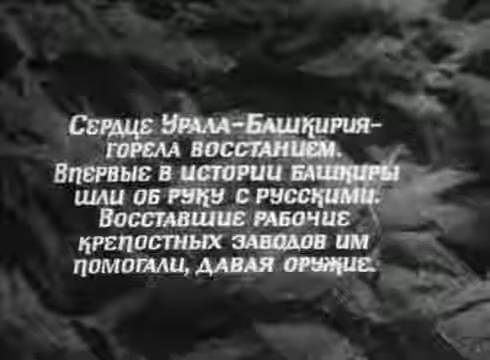 Сердце Урала-Башкирия-
горела восстанием.
Впервые в истории башкиры
шли об руку с русскими.
Восставшие рабочие
крепостных заводов им
помогали, давая оружие.